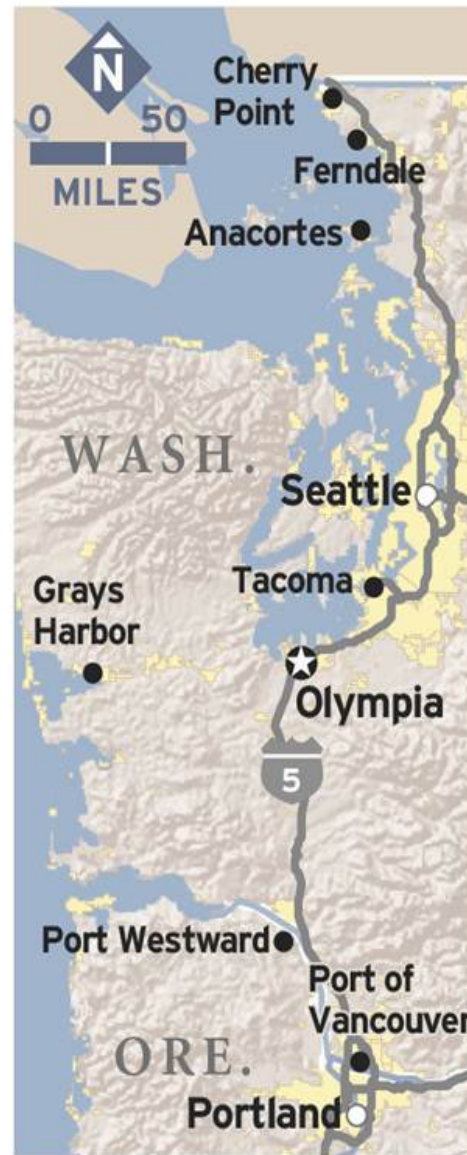 N
0 50
MILES
Cherry
Point
Ferndale
Anacortes
WASH.
Seattle
Tacoma
Grays
Harbor
Olympia
5
Port Westward
Port of
Vancouver
ORE.
Portland